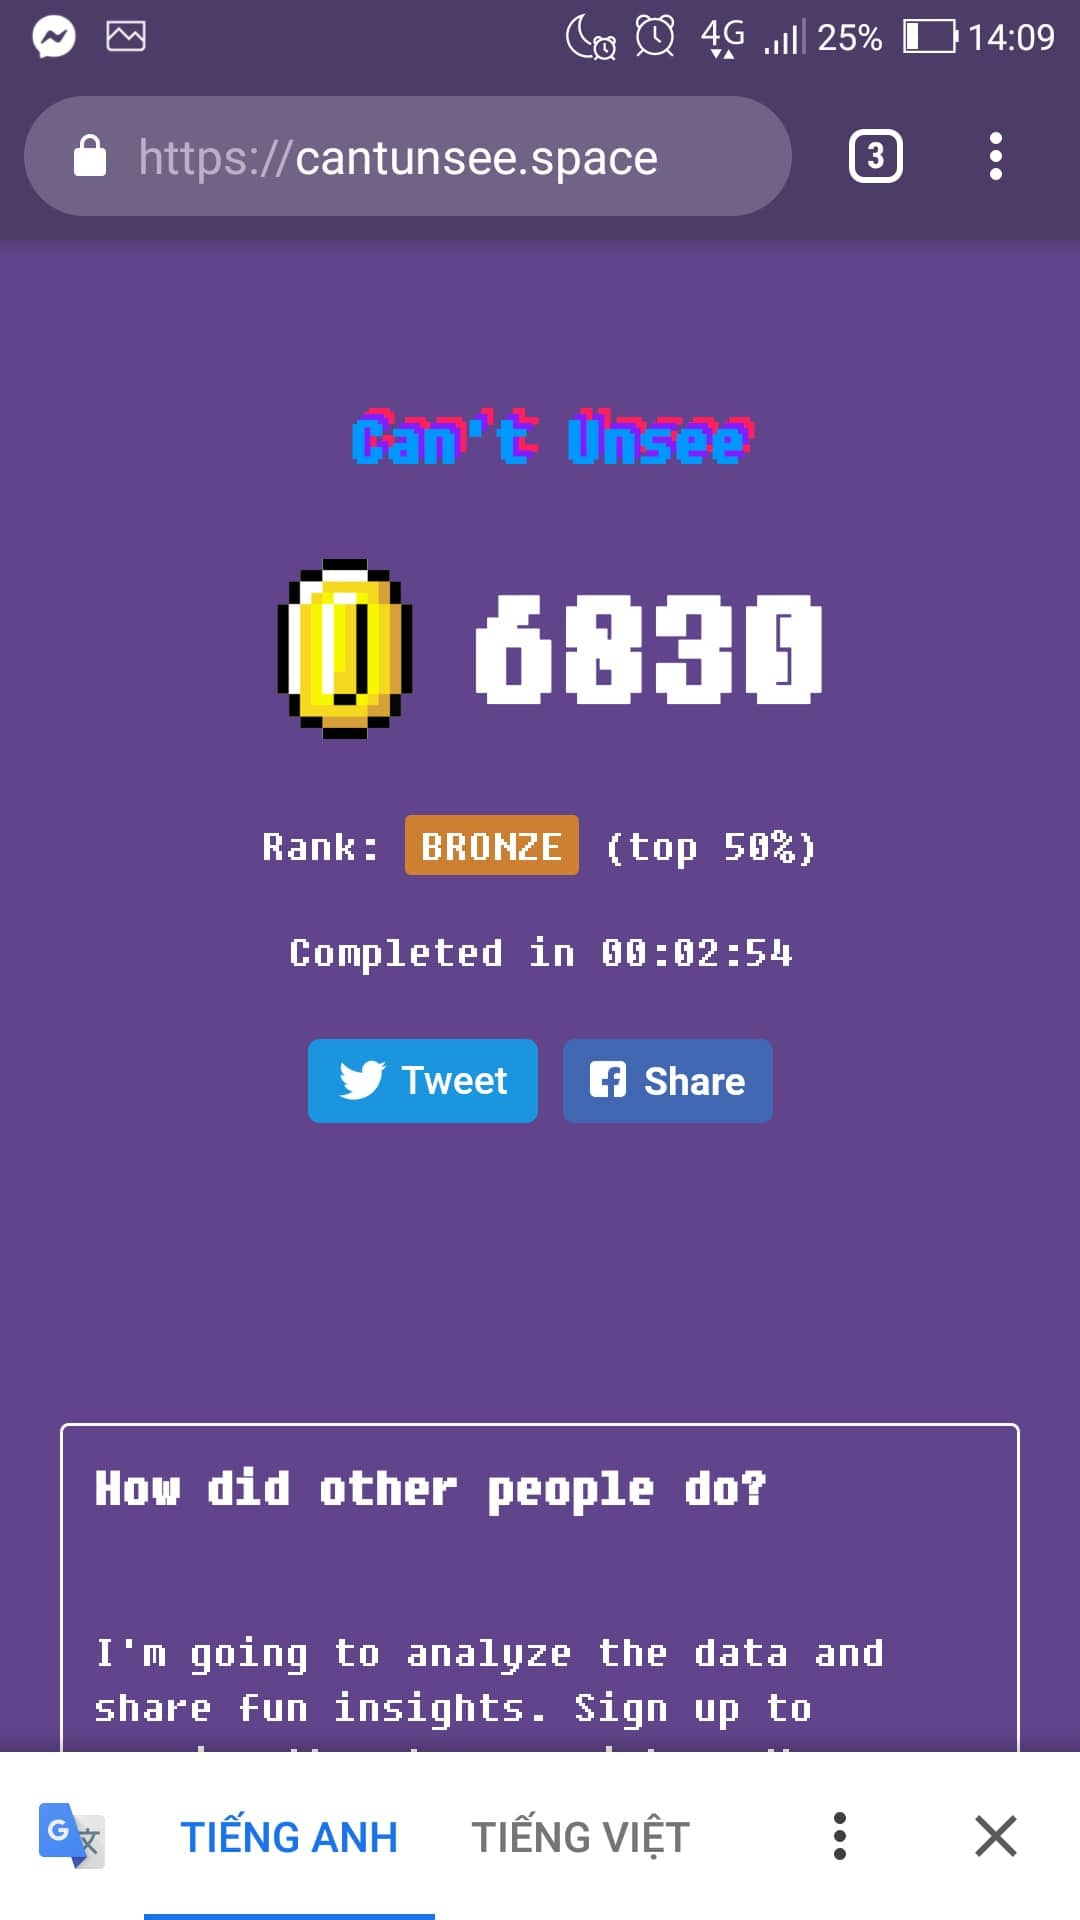 4G 25% 14:09
https://cantunsee.space
3
Can't Unsee
6830
Rank: BRONZE (top 50%)
Completed in 00:02:54
Tweet Share
How did other people do?
I'm going to analyze the data and
share fun insights. Sign up to
TIẾNG ANH TIẾNG VIỆT